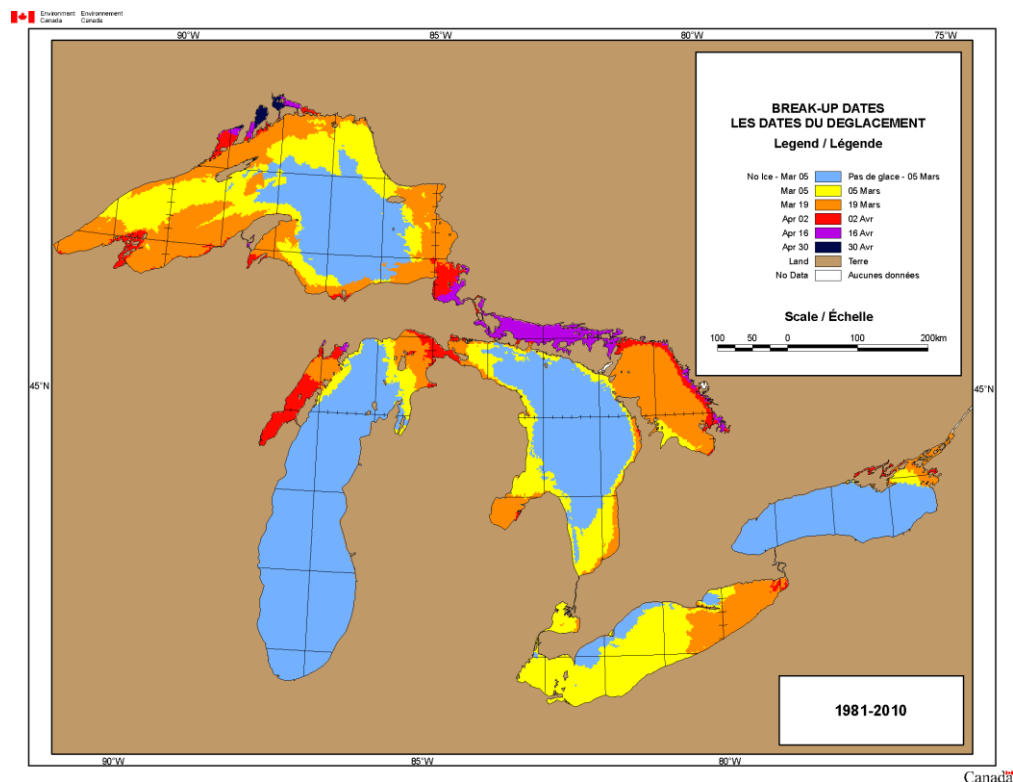 Environment Environnement
Canada Canada
90°W 85°W 80°W 75°W
BREAK-UP DATES
LES DATES DU DEGLACEMENT
Legend / Légende
No Ice - Mar 05 Pas de glace - 05 Mars
Mar 05 05 Mars
Mar 19 19 Mars
Apr 02 02 Avr
Apr 16 16 Avr
Apr 30 30 Avr
Land Terre
No Data Aucunes données
Scale / Échelle
100 50 0 100 200km
45°N 45°N
1981-2010
90°W 85°W 80°W
Canada